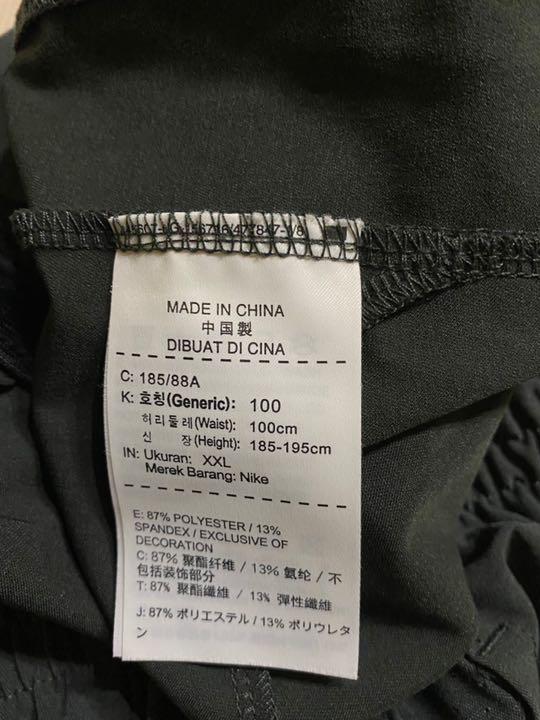 MADE IN CHINA
中国製
DIBUAT DI CINA
C: 185/88A
K: 호칭(Generic): 100
허리둘레(Waist): 100cm
신 장(Height): 185-195cm
IN: Ukuran: XXL
Merek Barang: Nike
E: 87% POLYESTER / 13%
SPANDEX / EXCLUSIVE OF
DECORATION
C: 87% 聚酯纤维 / 13% 氨纶 / 不
包括装饰部分
T: 87% 聚酯纖維 / 13% 彈性纖維
J: 87% ポリエステル / 13% ポリウレタ
ン